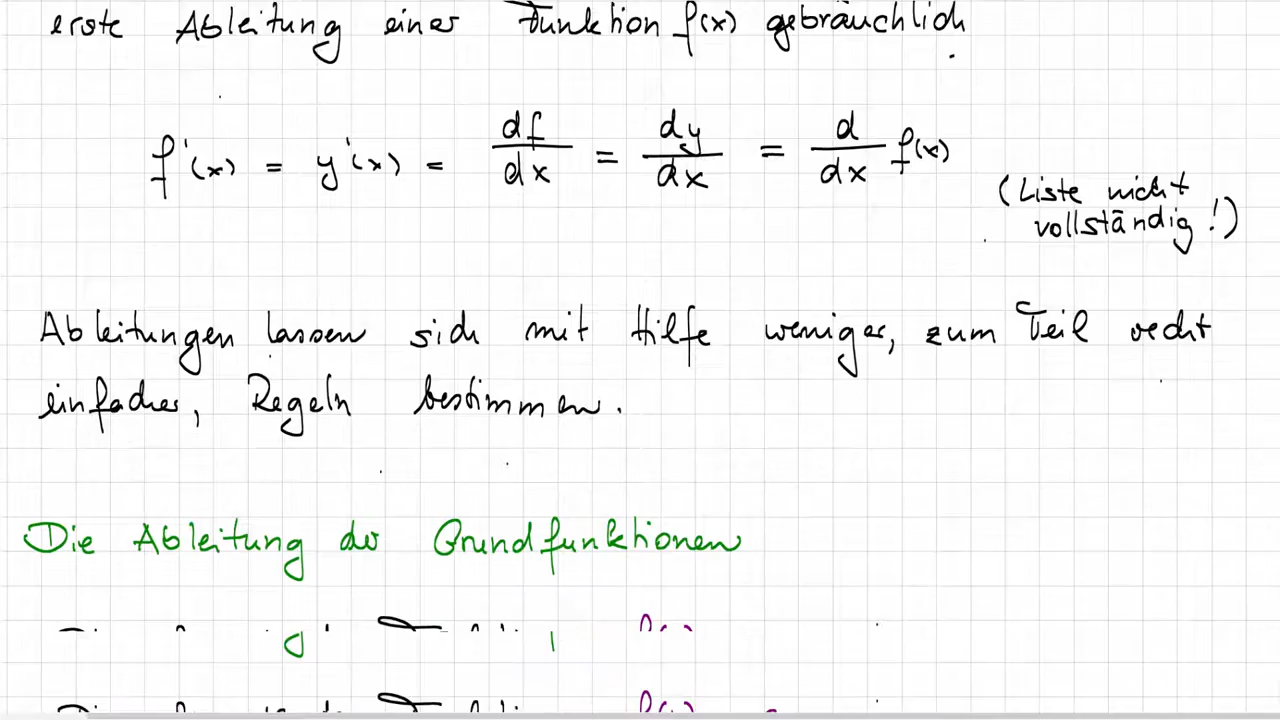 erste Ableitung einer Funktion f(x) gebräuchlich.
f'(x) = y'(x) = df/dx = dy/dx = d/dx f(x)
(Liste nicht
vollständig!)
Ableitungen lassen sich mit Hilfe weniger, zum Teil recht
einfacher, Regeln bestimmen.
Die Ableitung der Grundfunktionen